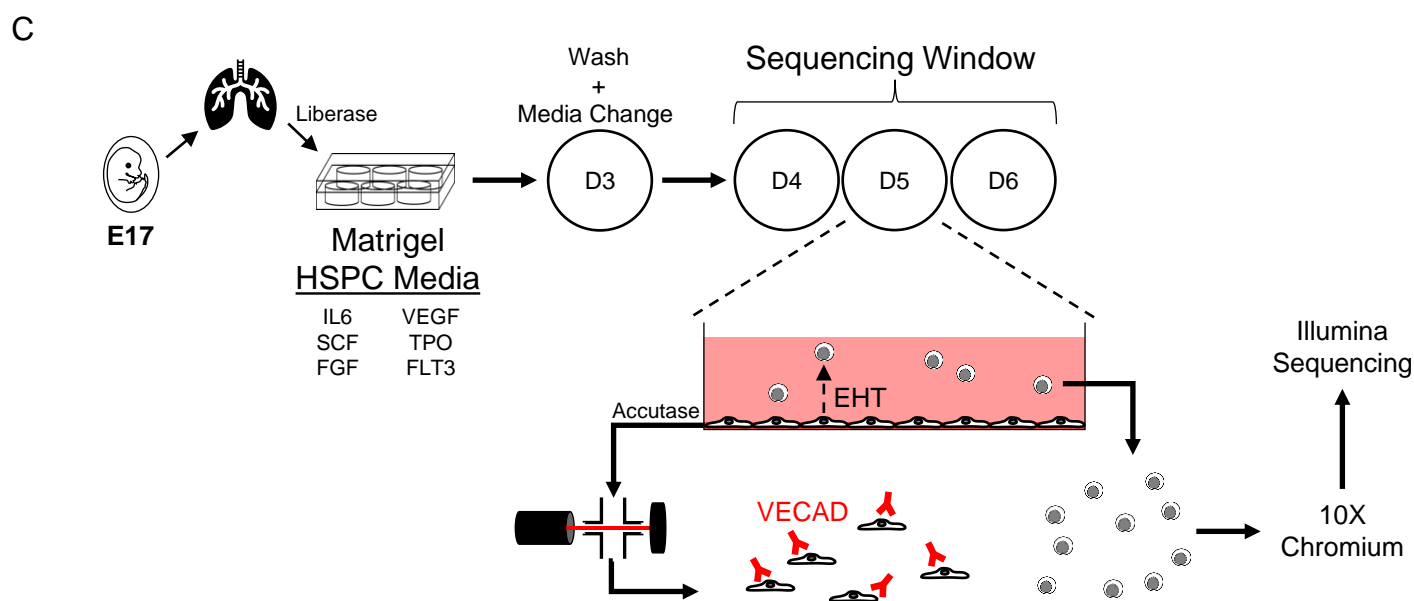 C
E17
Liberase
Matrigel
HSPC Media
IL6 VEGF
SCF TPO
FGF FLT3
Wash
+
Media Change
D3
Sequencing Window
D4 D5 D6
EHT
Accutase
VECAD
10X
Chromium
Illumina
Sequencing